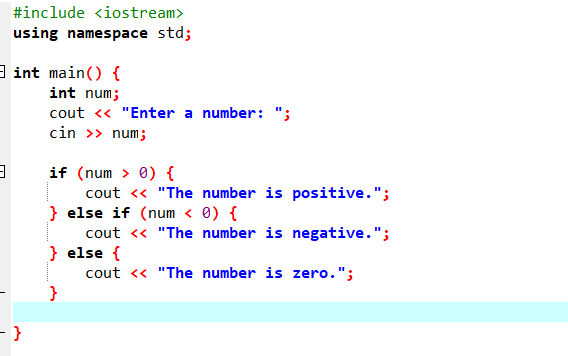 #include <iostream>
using namespace std;
int main() {
    int num;
    cout << "Enter a number: ";
    cin >> num;
    if (num > 0) {
        cout << "The number is positive.";
    } else if (num < 0) {
        cout << "The number is negative.";
    } else {
        cout << "The number is zero.";
    }
}